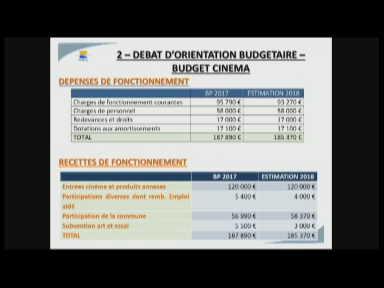 2 – DEBAT D'ORIENTATION BUDGETAIRE –
BUDGET CINEMA
DEPENSES DE FONCTIONNEMENT
BP 2017 ESTIMATION 2018
Charges de fonctionnement courantes 95 790 € 93 270 €
Charges de personnel 58 000 € 58 000 €
Redevances et droits 17 000 € 17 000 €
Dotations aux amortissements 17 100 € 17 100 €
TOTAL 187 890 € 185 370 €
RECETTES DE FONCTIONNEMENT
BP 2017 ESTIMATION 2018
Entrées cinéma et produits annexes 120 000 € 120 000 €
Participations diverses dont remb. Emploi aidé 5 400 € 4 000 €
Participation de la commune 56 990 € 58 370 €
Subvention art et essai 5 500 € 3 000 €
TOTAL 187 890 € 185 370 €